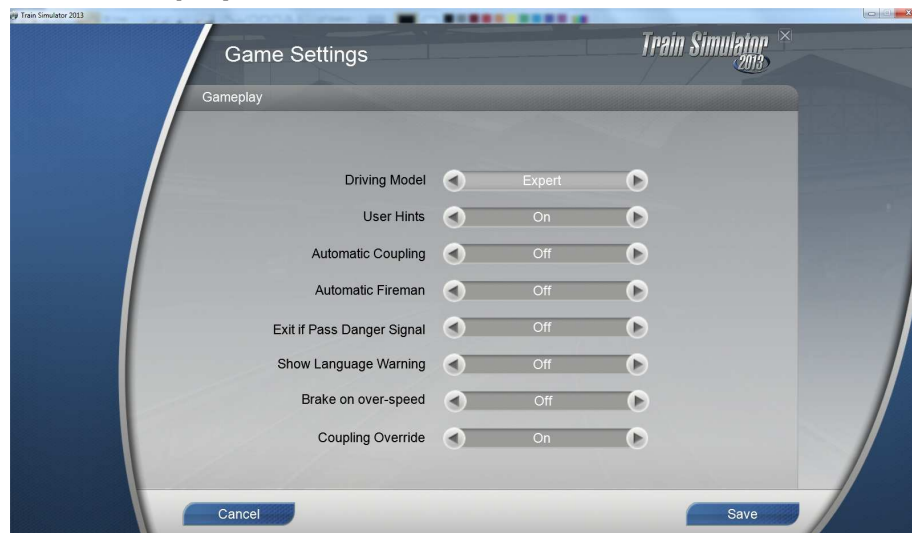 Train Simulator 2013
Game Settings
Train Simulator
2013
Gameplay
Driving Model Expert
User Hints On
Automatic Coupling Off
Automatic Fireman Off
Exit if Pass Danger Signal Off
Show Language Warning Off
Brake on over-speed Off
Coupling Override On
Cancel Save